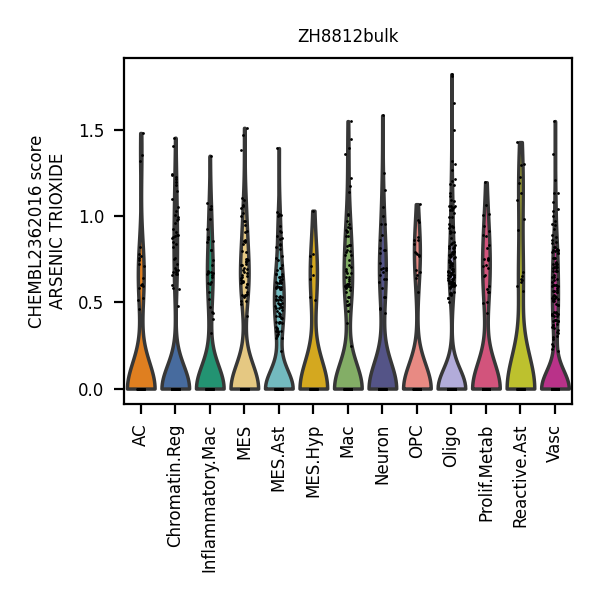 ZH8812bulk
CHEMBL2362016 score
ARSENIC TRIOXIDE
1.5
1.0
0.5
0.0
AC
Chromatin.Reg
Inflammatory.Mac
MES
MES.Ast
MES.Hyp
Mac
Neuron
OPC
Oligo
Prolif.Metab
Reactive.Ast
Vasc